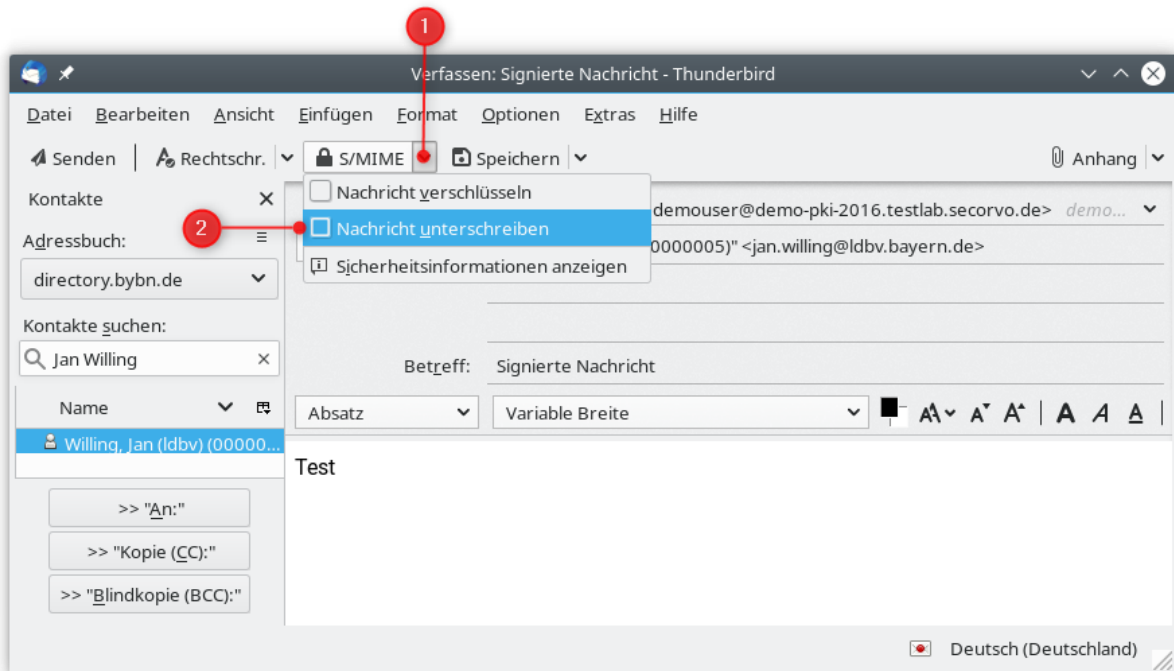 1
Verfassen: Signierte Nachricht - Thunderbird
Datei Bearbeiten Ansicht Einfügen Format Optionen Extras Hilfe
Senden Rechtschr. S/MIME Speichern Anhang
Kontakte
Nachricht verschlüsseln
demouser@demo-pki-2016.testlab.secorvo.de> demo...
2
Nachricht unterschreiben
Adressbuch:
0000005)" <jan.willing@ldbv.bayern.de>
Sicherheitsinformationen anzeigen
directory.bybn.de
Kontakte suchen:
Jan Willing
Betreff: Signierte Nachricht
Name
Absatz Variable Breite A A A A A A
Willing, Jan (ldbv) (00000...
Test
>> "An:"
>> "Kopie (CC):"
>> "Blindkopie (BCC):"
Deutsch (Deutschland)